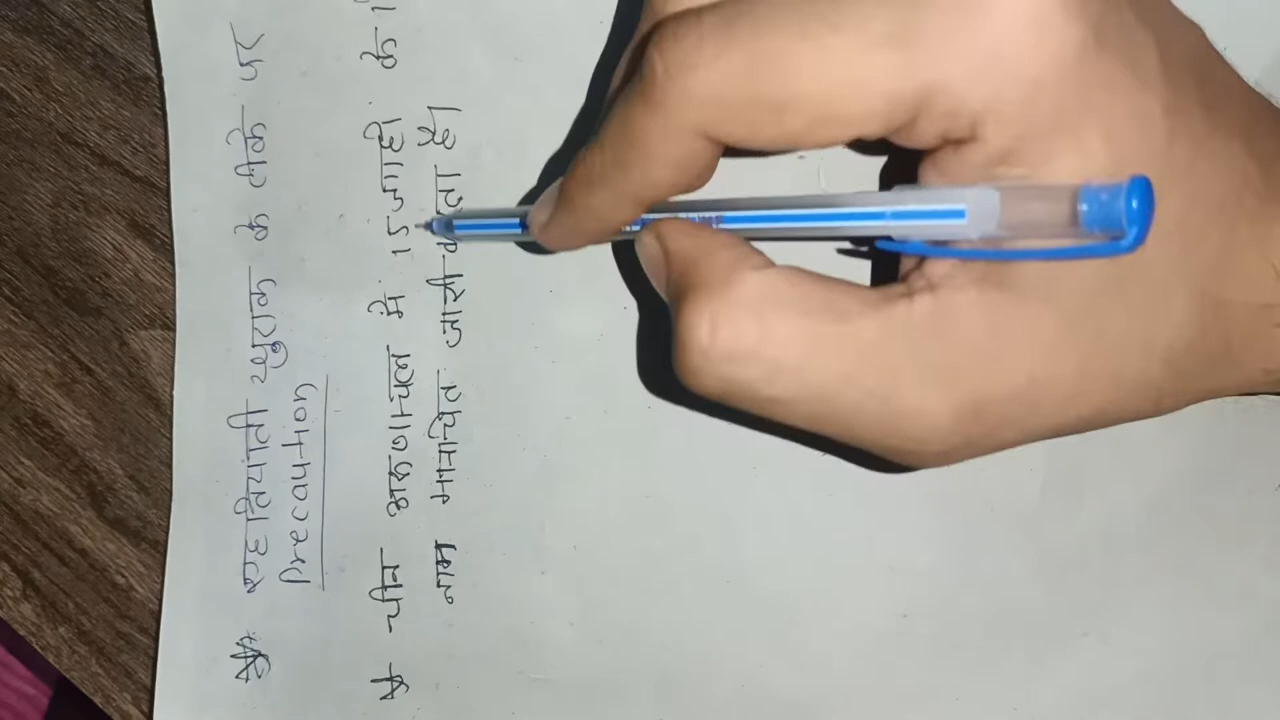 * एहतियाती खुराक के टीके पर
Precaution
* चीन अरुणाचल में 15 जगहों के
नाम मानचित्र जारी है।